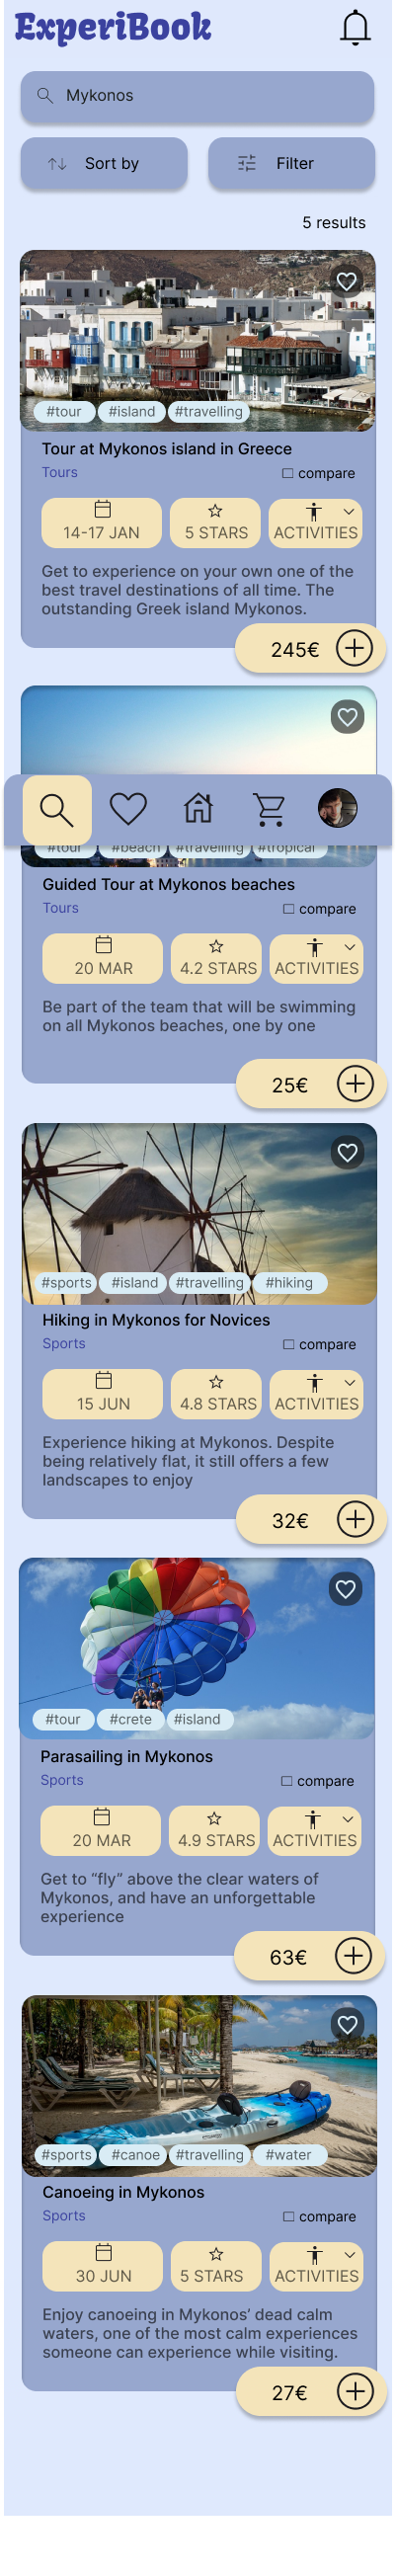 ExperiBook
Mykonos
Sort by
Filter
5 results
#tour #island #travelling
Tour at Mykonos island in Greece
Tours
compare
14-17 JAN
5 STARS
ACTIVITIES
Get to experience on your own one of the
best travel destinations of all time. The
outstanding Greek island Mykonos.
245€
#tour #beach #travelling #tropical
Guided Tour at Mykonos beaches
Tours
compare
20 MAR
4.2 STARS
ACTIVITIES
Be part of the team that will be swimming
on all Mykonos beaches, one by one
25€
#sports #island #travelling #hiking
Hiking in Mykonos for Novices
Sports
compare
15 JUN
4.8 STARS
ACTIVITIES
Experience hiking at Mykonos. Despite
being relatively flat, it still offers a few
landscapes to enjoy
32€
#tour #crete #island
Parasailing in Mykonos
Sports
compare
20 MAR
4.9 STARS
ACTIVITIES
Get to “fly” above the clear waters of
Mykonos, and have an unforgettable
experience
63€
#sports #canoe #travelling #water
Canoeing in Mykonos
Sports
compare
30 JUN
5 STARS
ACTIVITIES
Enjoy canoeing in Mykonos’ dead calm
waters, one of the most calm experiences
someone can experience while visiting.
27€